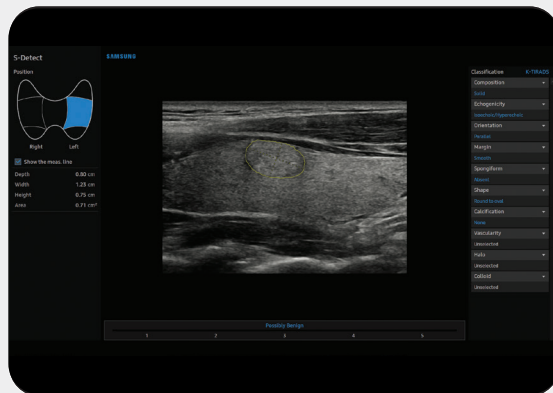 S-Detect
SAMSUNG
Position
Right Left
Show the meas. line
Depth 0.80 cm
Width 1.23 cm
Height 0.75 cm
Area 0.71 cm²
Classification K-TIRADS
Composition
Solid
Echogenicity
Isoechoic/Hyperechoic
Orientation
Parallel
Margin
Smooth
Spongiform
Absent
Shape
Round to oval
Calcification
None
Vascularity
Unselected
Halo
Unselected
Colloid
Unselected
Possibly Benign
1 2 3 4 5